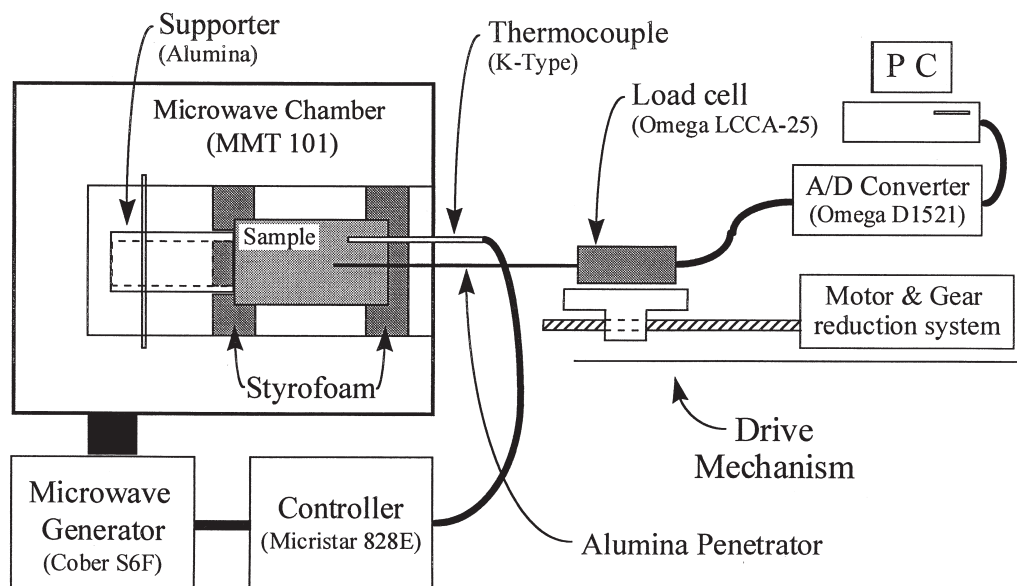 Supporter
(Alumina)
Thermocouple
(K-Type)
P C
Load cell
(Omega LCCA-25)
Microwave Chamber
(MMT 101)
A/D Converter
(Omega D1521)
Sample
Motor & Gear
reduction system
Styrofoam
Drive
Mechanism
Microwave
Generator
(Cober S6F)
Controller
(Micristar 828E)
Alumina Penetrator